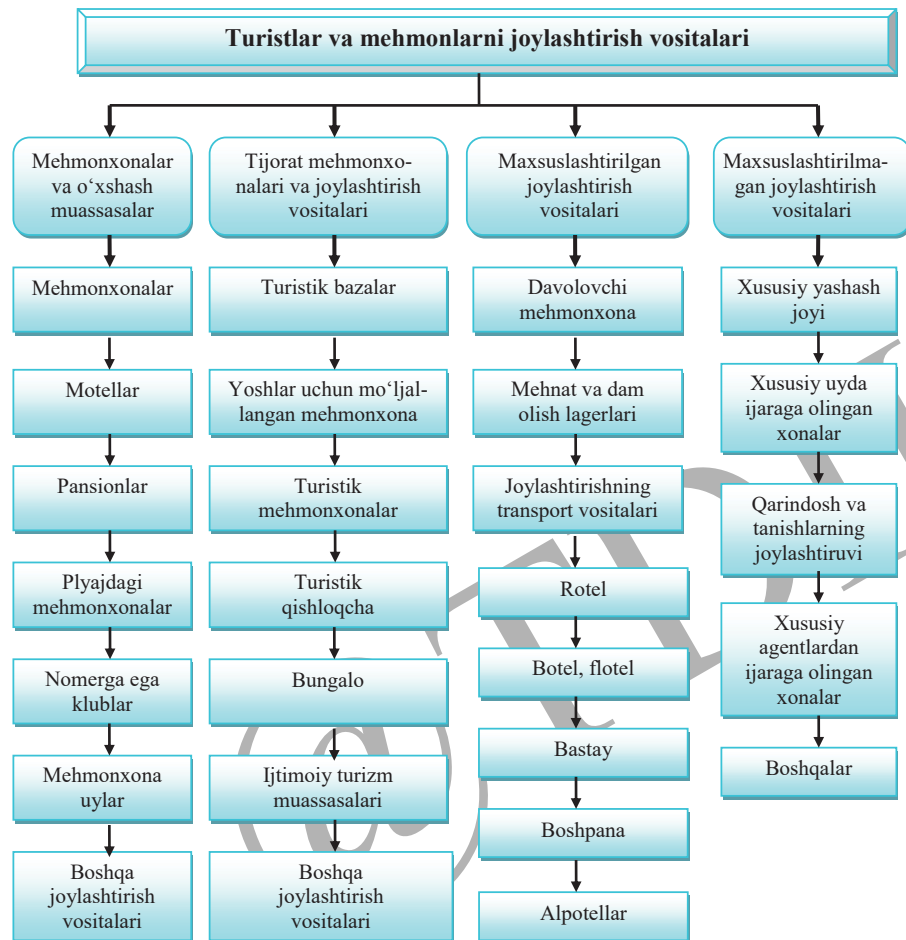 Turistlar va mehmonlarni joylashtirish vositalari
Mehmonxonalar
va o‘xshash
muassasalar
Mehmonxonalar
Motellar
Pansionlar
Plyajdagi
mehmonxonalar
Nomerga ega
klublar
Mehmonxona
uylar
Boshqa
joylashtirish
vositalari
Tijorat mehmonxo-
nalari va joylashtirish
vositalari
Turistik bazalar
Yoshlar uchun mo‘ljal-
langan mehmonxona
Turistik
mehmonxonalar
Turistik
qishloqcha
Bungalo
Ijtimoiy turizm
muassasalari
Boshqa
joylashtirish
vositalari
Maxsuslashtirilgan
joylashtirish
vositalari
Davolovchi
mehmonxona
Mehnat va dam
olish lagerlari
Joylashtirishning
transport vositalari
Rotel
Botel, flotel
Bastay
Boshpana
Alpotellar
Maxsuslashtirilma-
gan joylashtirish
vositalari
Xususiy yashash
joyi
Xususiy uyda
ijaraga olingan
xonalar
Qarindosh va
tanishlarning
joylashtiruvi
Xususiy
agentlardan
ijaraga olingan
xonalar
Boshqalar